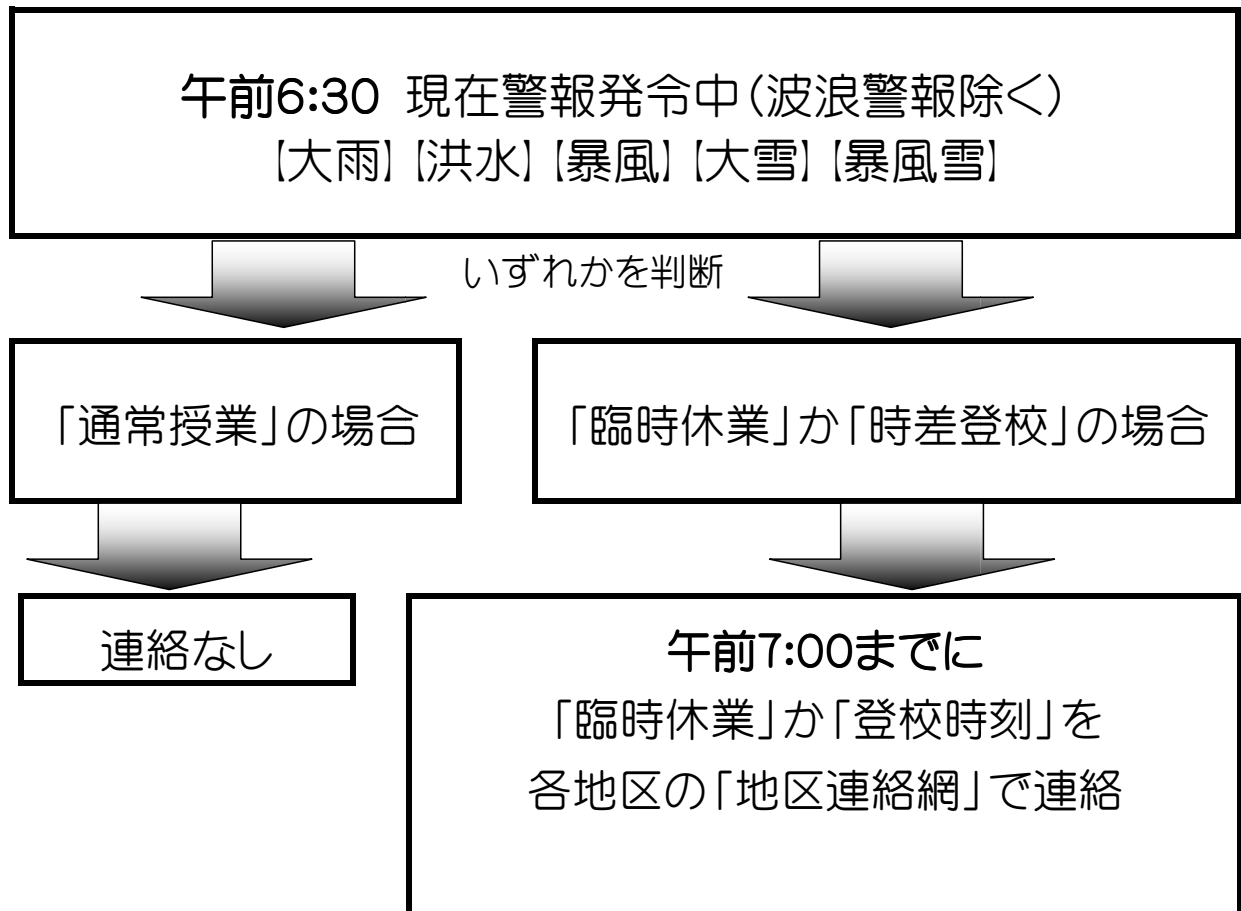 午前6:30 現在警報発令中(波浪警報除く)
【大雨】【洪水】【暴風】【大雪】【暴風雪】
いずれかを判断
「通常授業」の場合
「臨時休業」か「時差登校」の場合
連絡なし
午前7:00までに
「臨時休業」か「登校時刻」を
各地区の「地区連絡網」で連絡